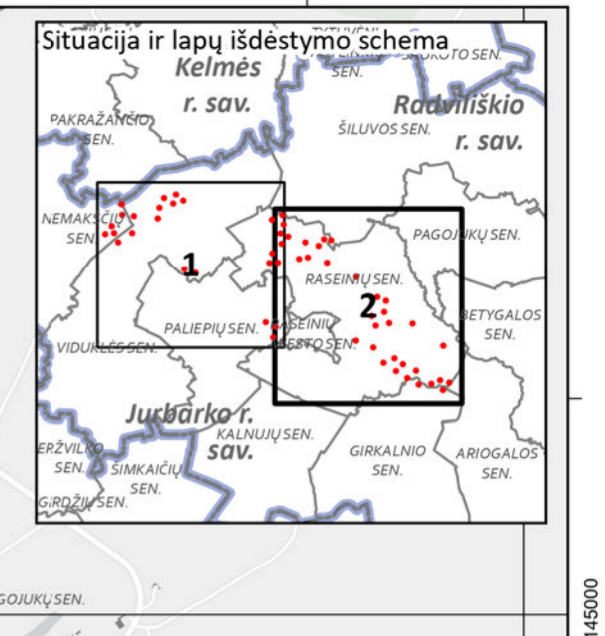 Situacija ir lapų išdėstymo schema
SEN.
Kelmės
r. sav.
Radviliškio
r. sav.
PAKRAŽANČIO
SEN.
ŠILUVOS SEN.
NEMAKŠČIŲ
SEN.
PAGOJUKŲ SEN.
1
RASEINIŲ SEN.
2
BETYGALOS
SEN.
PALIEPIŲ SEN.
RASEINIŲ
MIESTO SEN.
VIDUKLĖS SEN.
Jurbarko r.
sav.
KALNUJŲ SEN.
ERŽVILKO
SEN.
ŠIMKAIČIŲ
SEN.
GIRKALNIO
SEN.
ARIOGALOS
SEN.
GIRDŽIŲ SEN.
145000
GOJUKŲ SEN.